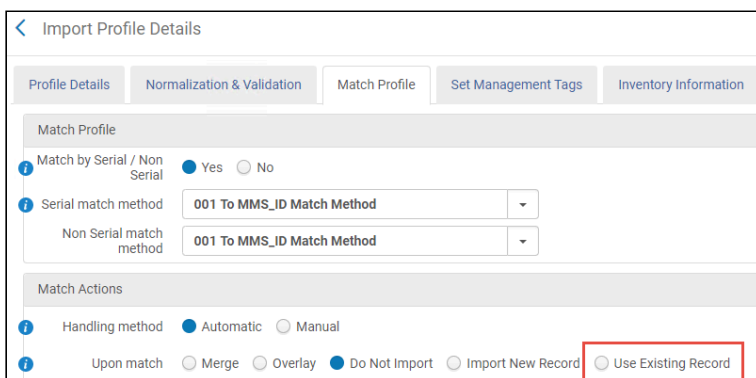 Import Profile Details
Profile Details Normalization & Validation Match Profile Set Management Tags Inventory Information
Match Profile
Match by Serial / Non
Serial Yes No
Serial match method 001 To MMS_ID Match Method
Non Serial match
method 001 To MMS_ID Match Method
Match Actions
Handling method Automatic Manual
Upon match Merge Overlay Do Not Import Import New Record Use Existing Record